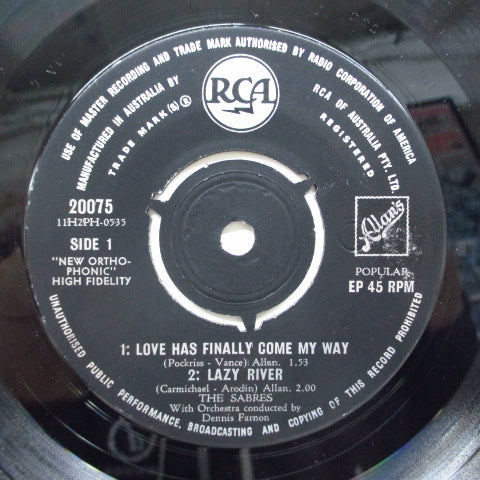 USE OF MASTER RECORDING AND TRADE MARK AUTHORISED BY RADIO CORPORATION OF AMERICA
MANUFACTURED IN AUSTRALIA BY RCA OF AUSTRALIA PTY. LTD.
TRADE MARK(S) ® REGISTERED
RCA
20075
11H2PH-0535
SIDE 1
"NEW ORTHO-
PHONIC"
HIGH FIDELITY
Allan's
POPULAR
EP 45 RPM
1: LOVE HAS FINALLY COME MY WAY
(Pockriss - Vance) Allan. 1.53
2: LAZY RIVER
(Carmichael - Arodin) Allan. 2.00
THE SABRES
With Orchestra conducted by
Dennis Farnon
UNAUTHORISED PUBLIC PERFORMANCE, BROADCASTING AND COPYING OF THIS RECORD PROHIBITED